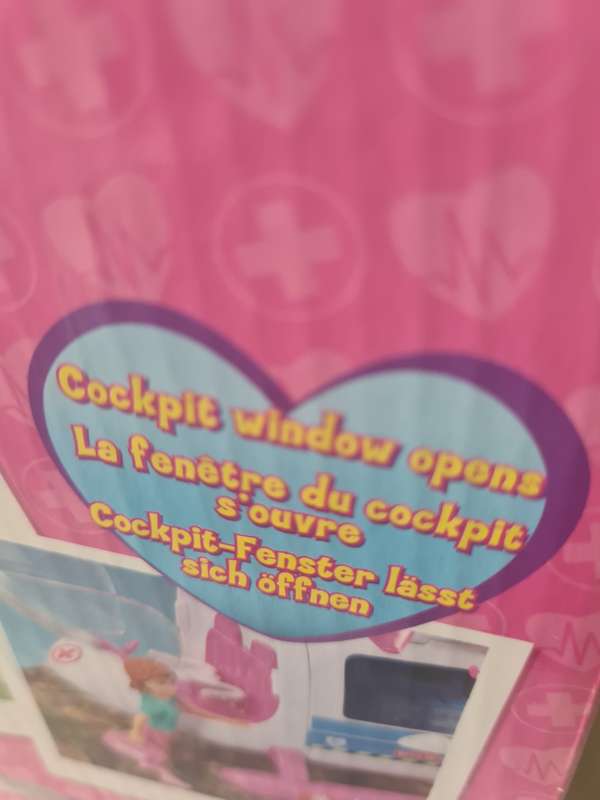 Cockpit window opens
La fenêtre du cockpit
s'ouvre
Cockpit-Fenster lässt
sich öffnen